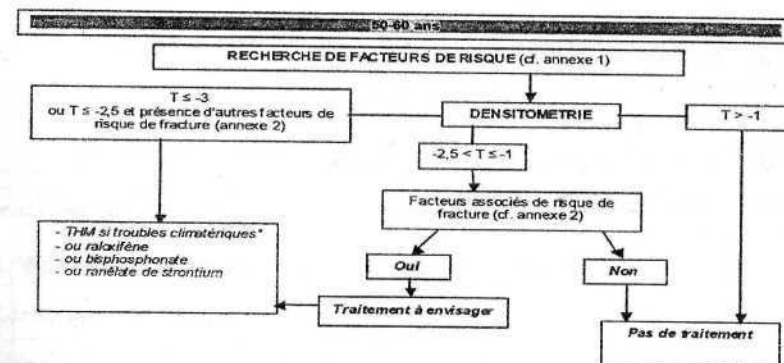 50-60 ans
RECHERCHE DE FACTEURS DE RISQUE (cf. annexe 1)
T ≤ -3
ou T ≤ -2,5 et présence d'autres facteurs de
risque de fracture (annexe 2)
DENSITOMETRIE
T > -1
-2,5 < T ≤ -1
Facteurs associés de risque de
fracture (cf. annexe 2)
- THM si troubles climatériques*
- ou raloxifène
- ou bisphosphonate
- ou ranélate de strontium
Oui
Non
Traitement à envisager
Pas de traitement